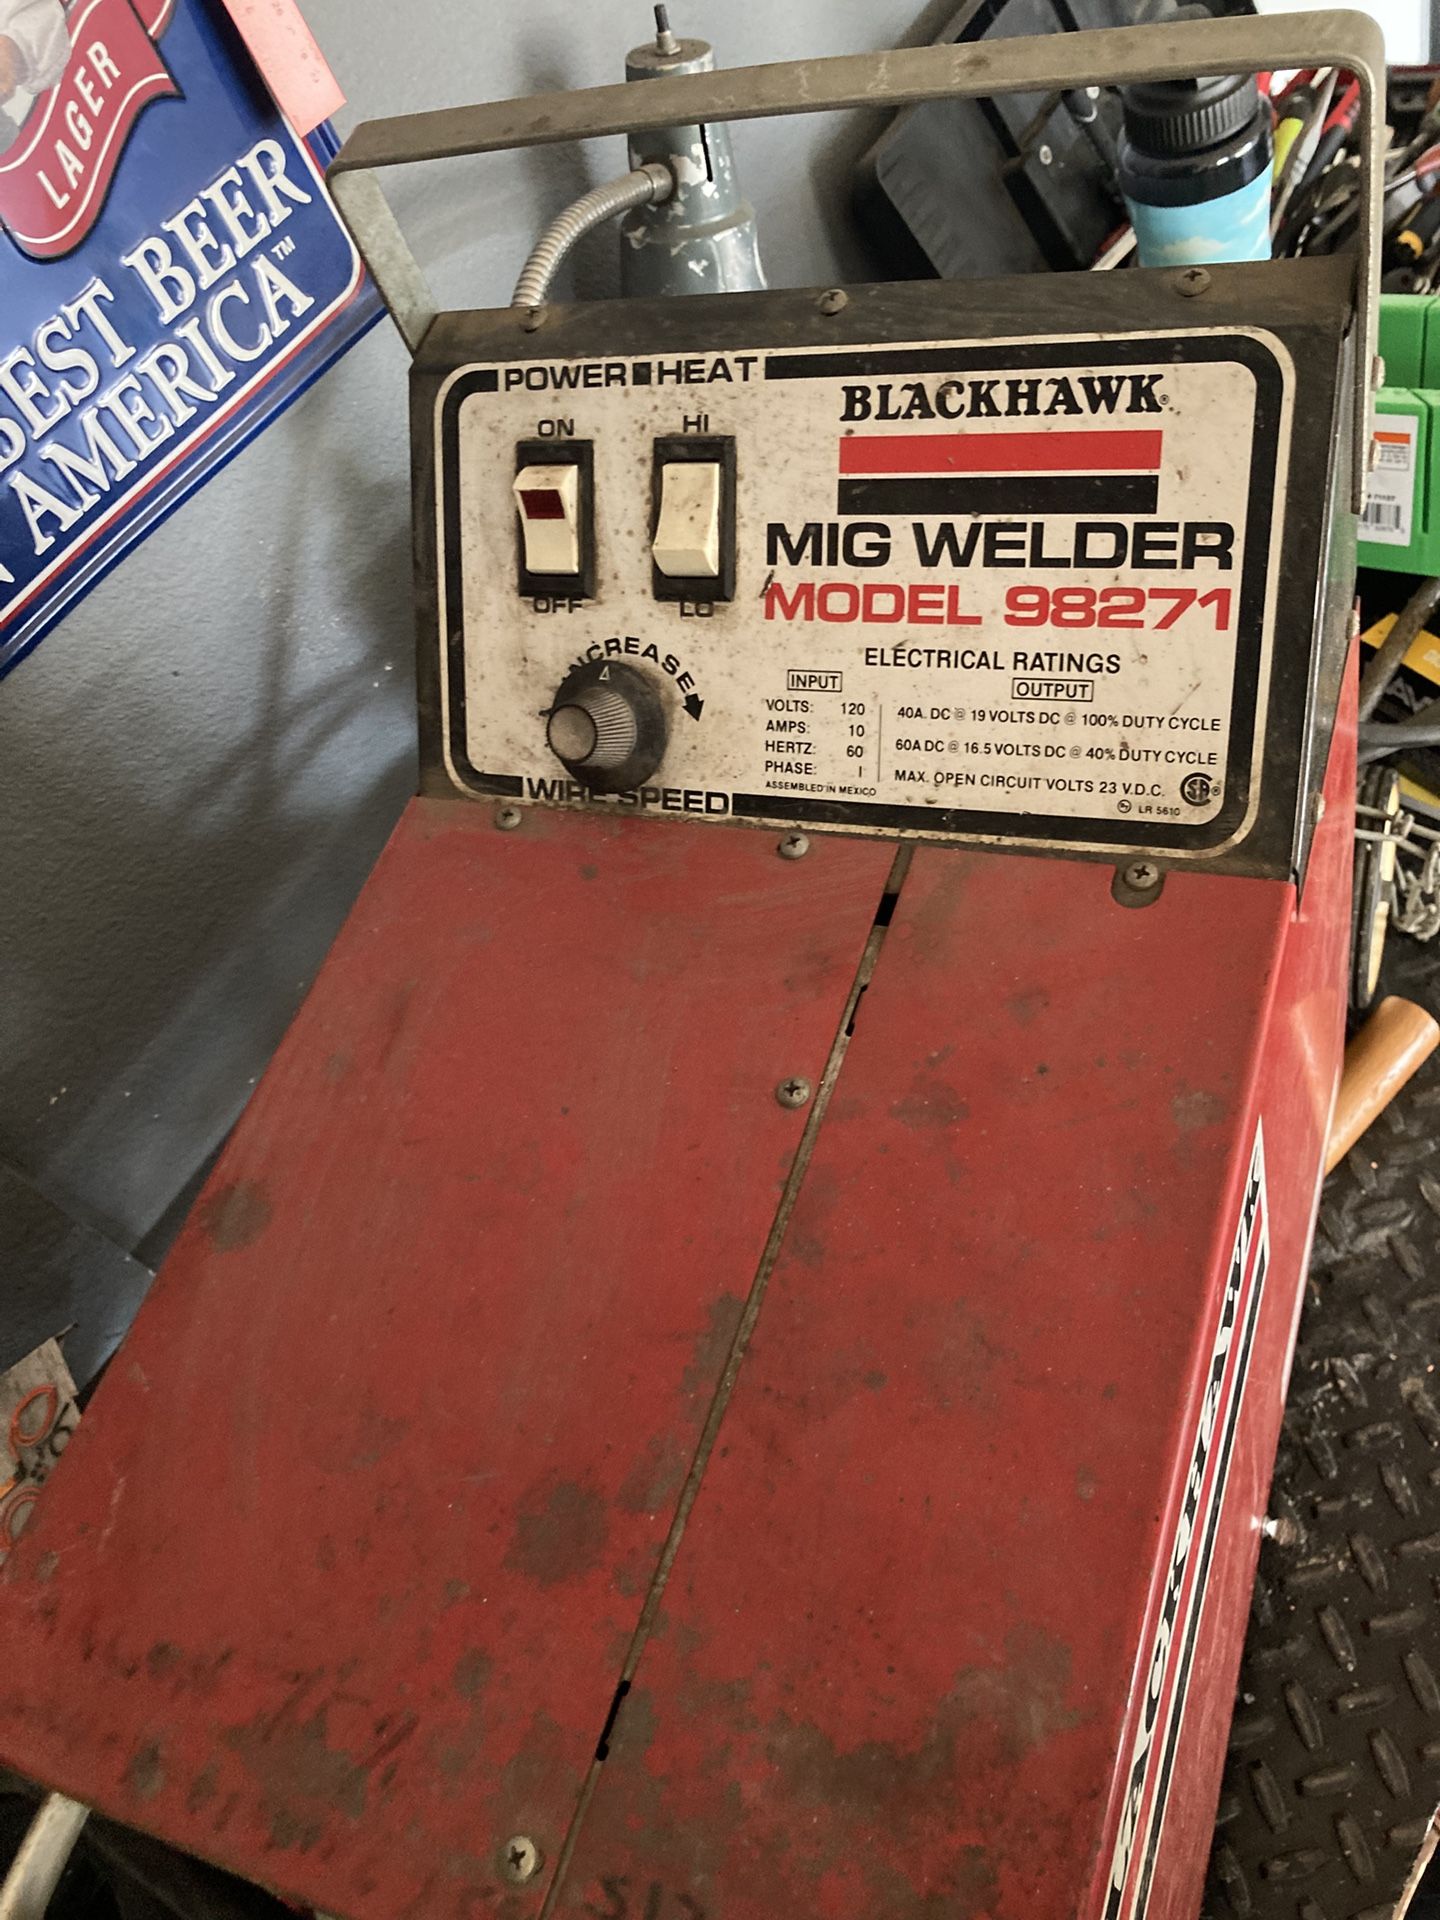 LAGER
BEST BEER
AMERICA™
POWER HEAT
ON
HI
OFF
LO
INCREASE
WIRE SPEED
BLACKHAWK®
MIG WELDER
MODEL 98271
ELECTRICAL RATINGS
INPUT
VOLTS: 120
AMPS: 10
HERTZ: 60
PHASE: 1
ASSEMBLED IN MEXICO
OUTPUT
40A. DC @ 19 VOLTS DC @ 100% DUTY CYCLE
60A DC @ 16.5 VOLTS DC @ 40% DUTY CYCLE
MAX. OPEN CIRCUIT VOLTS 23 V.D.C.
SA®
LR 5610